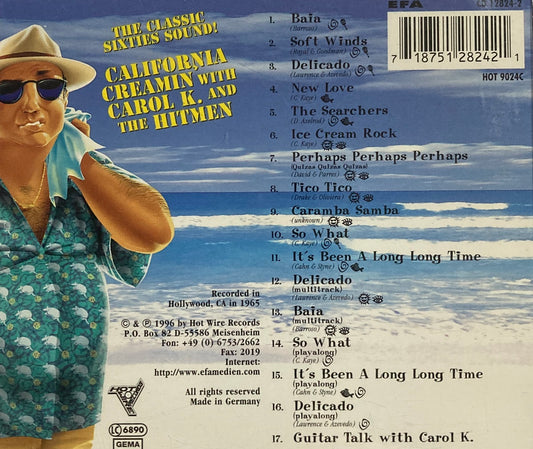 THE CLASSIC
SIXTIES SOUND!
CALIFORNIA
CREAMIN WITH
CAROL K. AND
THE HITMEN
1. Baia
(Barroso)
2. Soft Winds
(Royal & Goodman)
3. Delicado
(Laurence & Azevedo)
4. New Love
(C. Kaye)
5. The Searchers
(D. Axelrod)
6. Ice Cream Rock
(C. Kaye)
7. Perhaps Perhaps Perhaps
(Quizas Quizas Quizas)
(David & Parres)
8. Tico Tico
(Drake & Oliviera)
9. Caramba Samba
(unknown)
10. So What
(C. Kaye)
11. It's Been A Long Long Time
(Cahn & Styne)
12. Delicado
(multitrack)
(Laurence & Azevedo)
13. Baia
(multitrack)
(Barroso)
14. So What
(playalong)
(C. Kaye)
15. It's Been A Long Long Time
(playalong)
(Cahn & Styne)
16. Delicado
(playalong)
(Laurence & Azevedo)
17. Guitar Talk with Carol K.
EFA
CD 12824-2
7 18751 28242 1
HOT 9024C
Recorded in
Hollywood, CA in 1965
© & ℗ 1996 by Hot Wire Records
P.O. Box 82 D-55586 Meisenheim
Fon: +49 (0) 6753/2662
Fax: 2019
Internet:
http://www.efamedien.com
All rights reserved
Made in Germany
HOT
LC 6890
GEMA